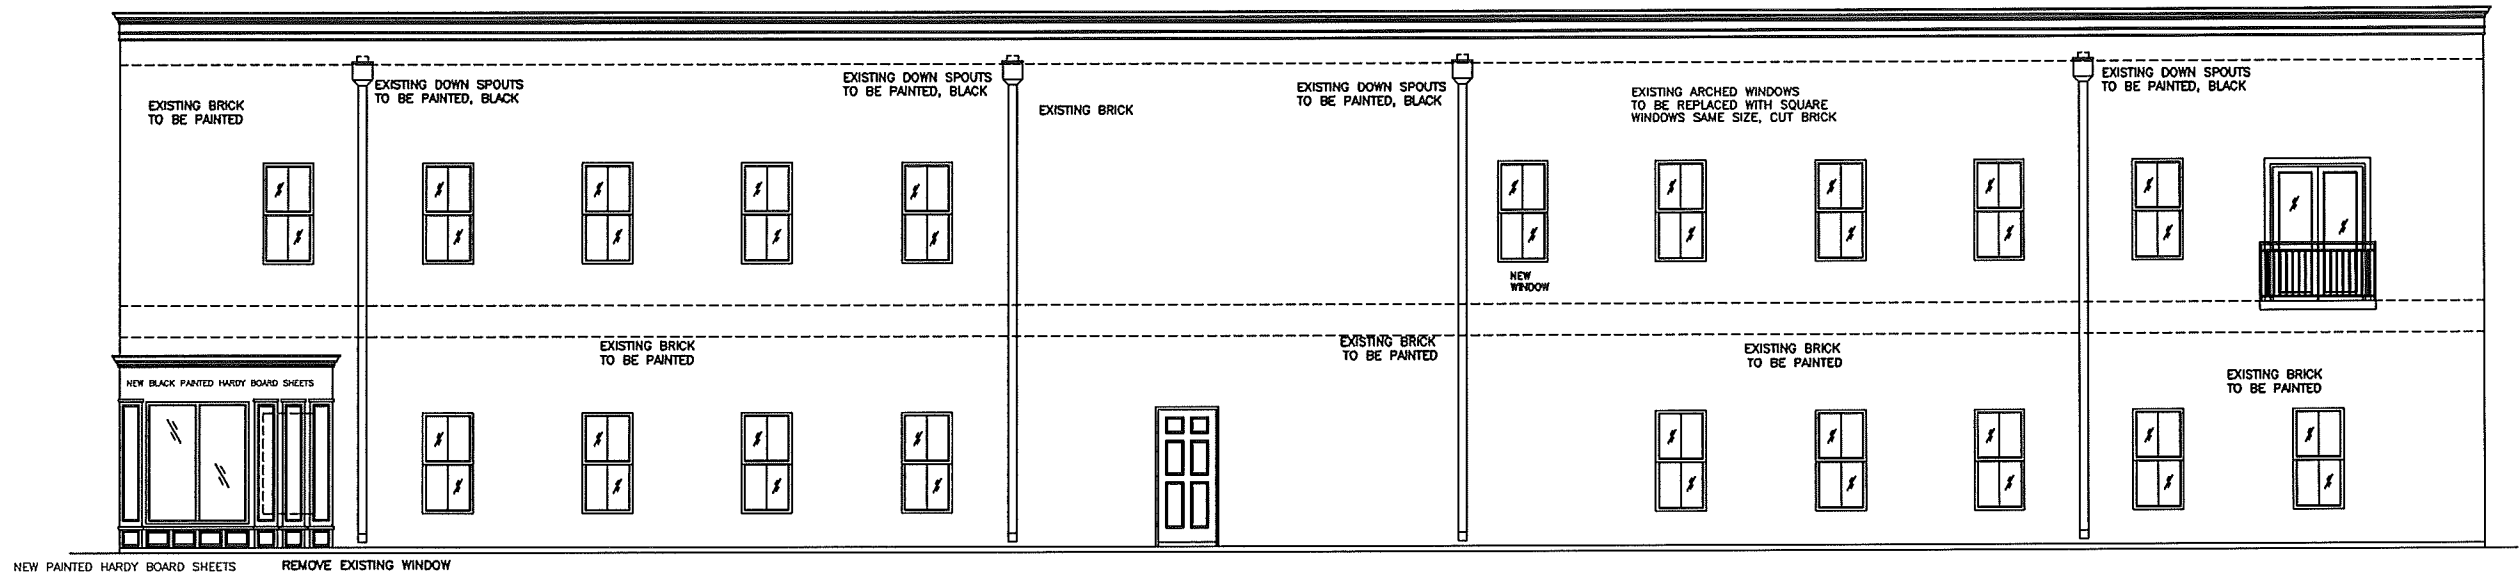 EXISTING BRICK
TO BE PAINTED
EXISTING DOWN SPOUTS
TO BE PAINTED, BLACK
EXISTING DOWN SPOUTS
TO BE PAINTED, BLACK
EXISTING BRICK
EXISTING DOWN SPOUTS
TO BE PAINTED, BLACK
EXISTING ARCHED WINDOWS
TO BE REPLACED WITH SQUARE
WINDOWS SAME SIZE, CUT BRICK
EXISTING DOWN SPOUTS
TO BE PAINTED, BLACK
NEW
WINDOW
EXISTING BRICK
TO BE PAINTED
EXISTING BRICK
TO BE PAINTED
EXISTING BRICK
TO BE PAINTED
EXISTING BRICK
TO BE PAINTED
NEW BLACK PAINTED HARDY BOARD SHEETS
NEW PAINTED HARDY BOARD SHEETS
REMOVE EXISTING WINDOW